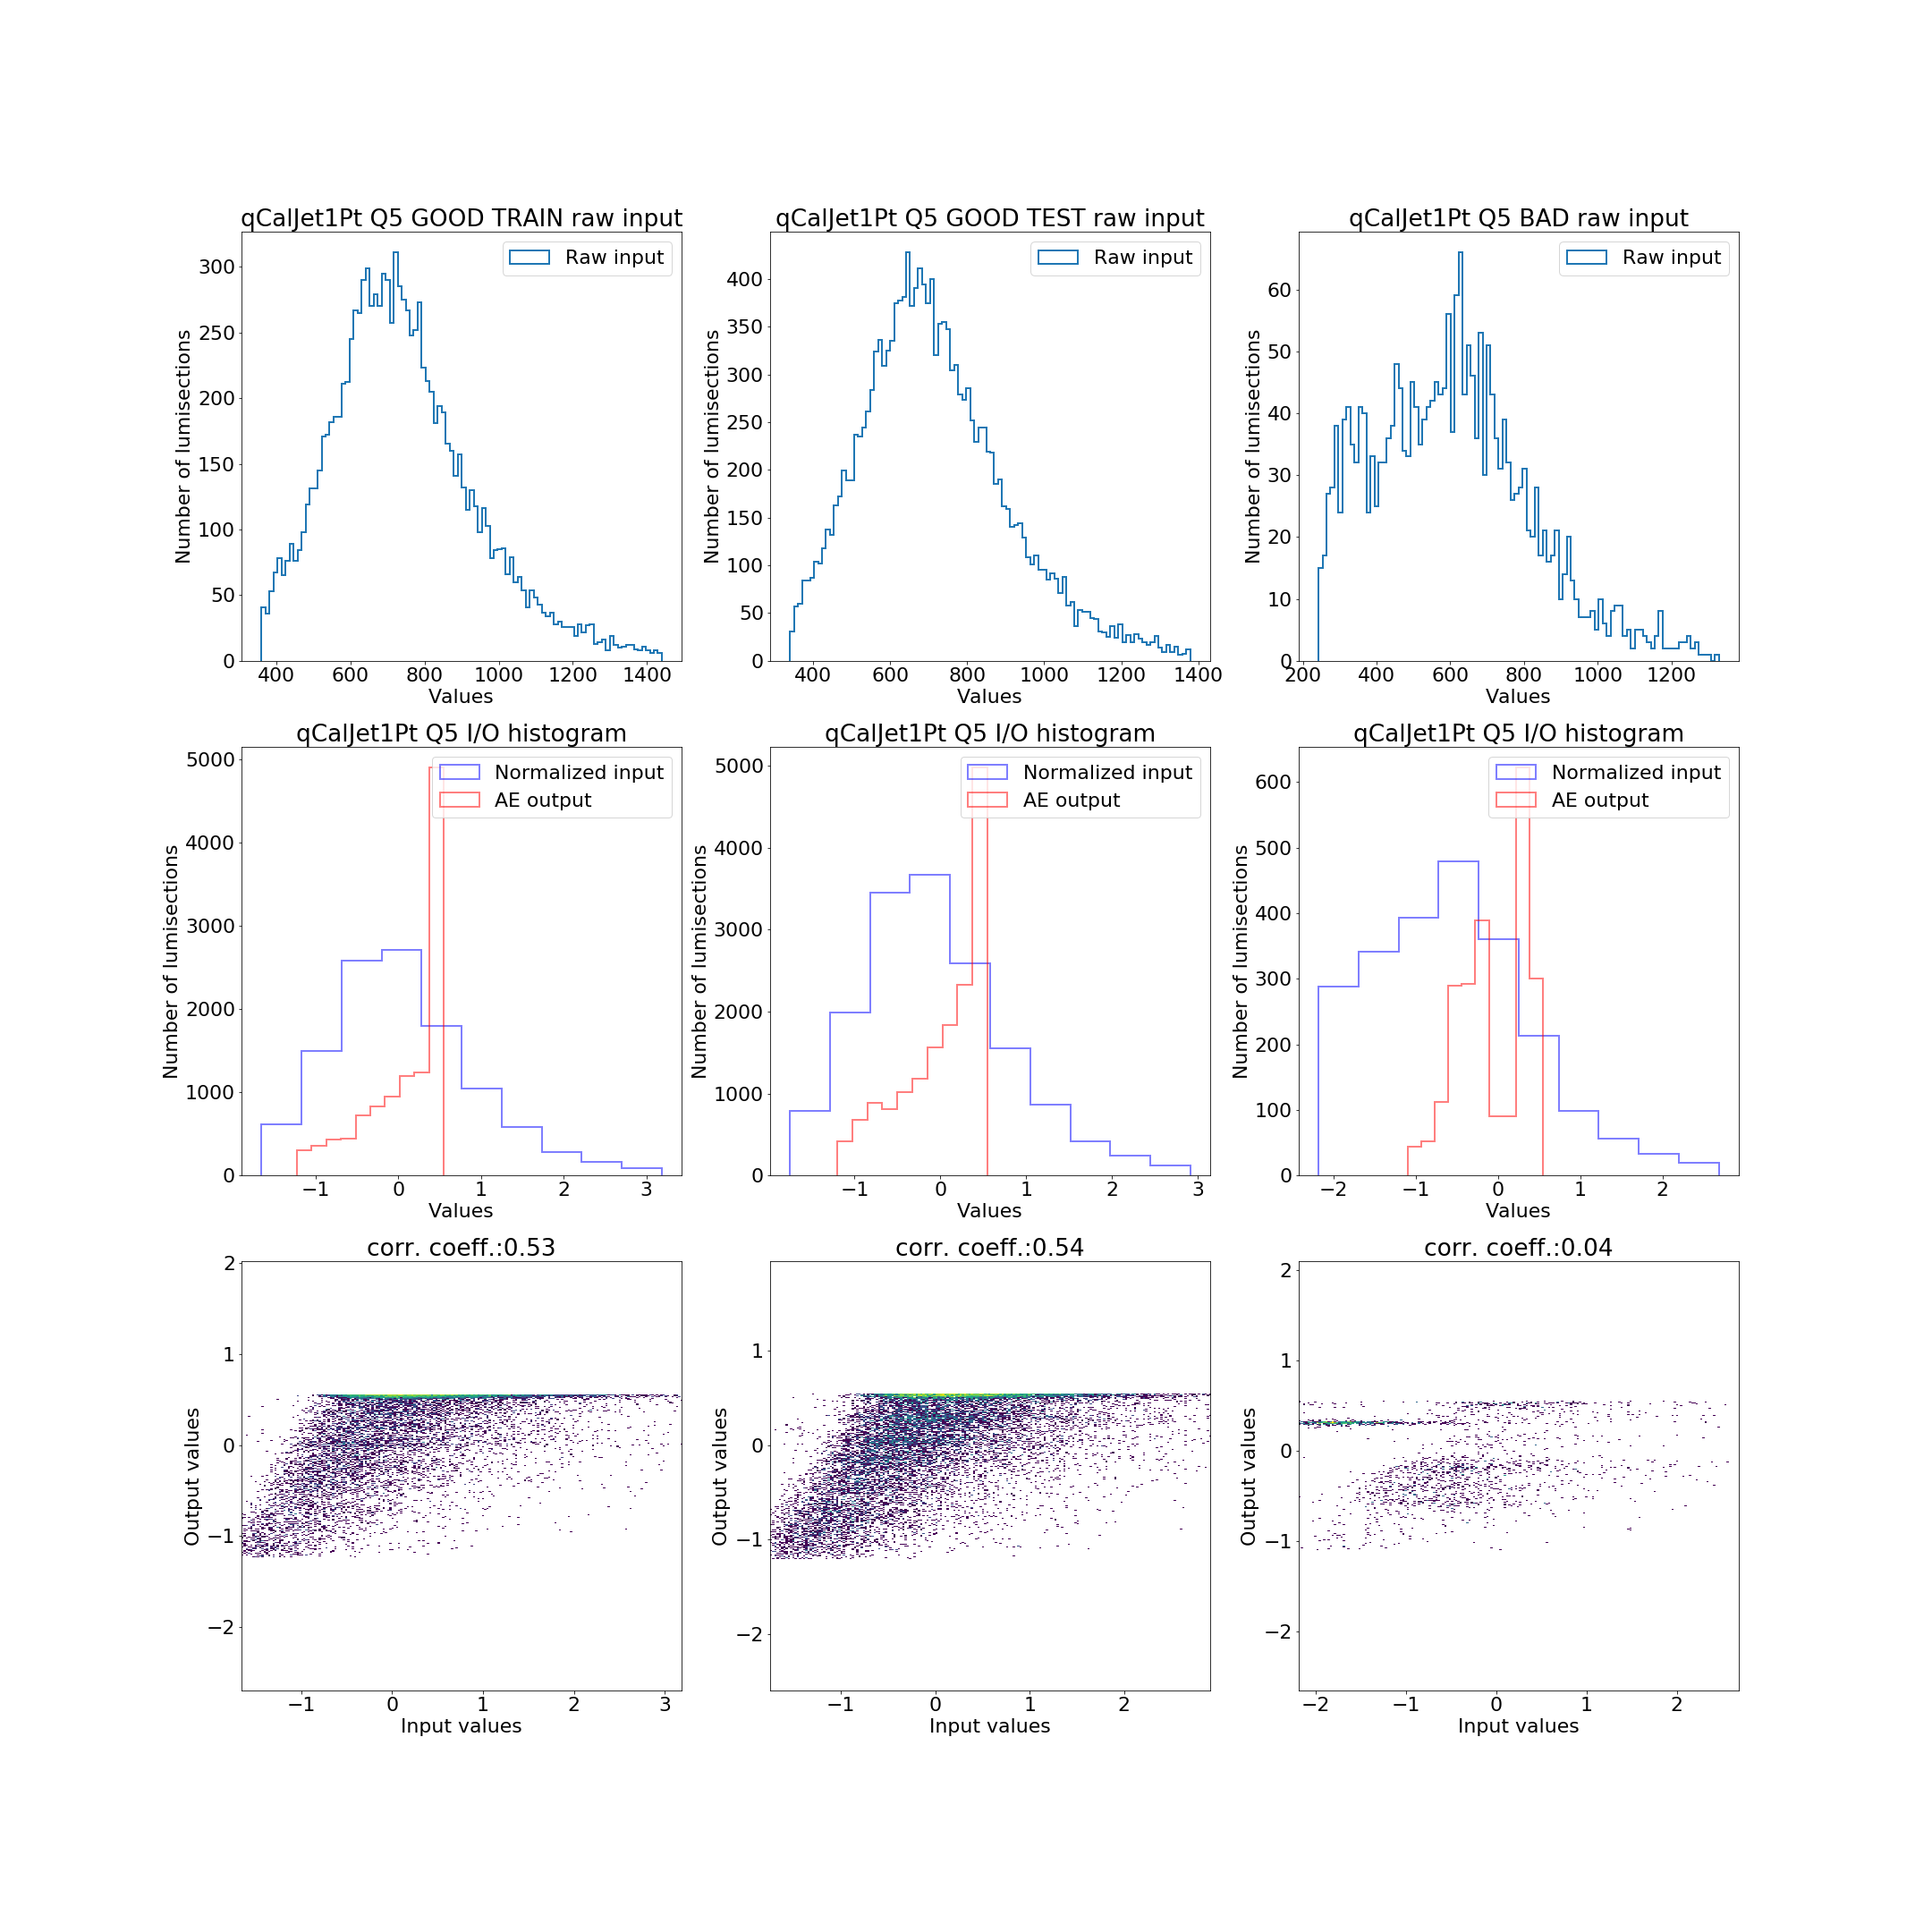 qCalJet1Pt Q5 GOOD TRAIN raw input
Raw input
Number of lumisections
300
250
200
150
100
50
0
400 600 800 1000 1200 1400
Values
qCalJet1Pt Q5 GOOD TEST raw input
Raw input
Number of lumisections
400
350
300
250
200
150
100
50
0
400 600 800 1000 1200 1400
Values
qCalJet1Pt Q5 BAD raw input
Raw input
Number of lumisections
60
50
40
30
20
10
0
200 400 600 800 1000 1200
Values
qCalJet1Pt Q5 I/O histogram
Normalized input
AE output
Number of lumisections
5000
4000
3000
2000
1000
0
−1 0 1 2 3
Values
qCalJet1Pt Q5 I/O histogram
Normalized input
AE output
Number of lumisections
5000
4000
3000
2000
1000
0
−1 0 1 2 3
Values
qCalJet1Pt Q5 I/O histogram
Normalized input
AE output
Number of lumisections
600
500
400
300
200
100
0
−2 −1 0 1 2
Values
corr. coeff.:0.53
Output values
2
1
0
−1
−2
−1 0 1 2 3
Input values
corr. coeff.:0.54
Output values
1
0
−1
−2
−1 0 1 2
Input values
corr. coeff.:0.04
Output values
2
1
0
−1
−2
−2 −1 0 1 2
Input values